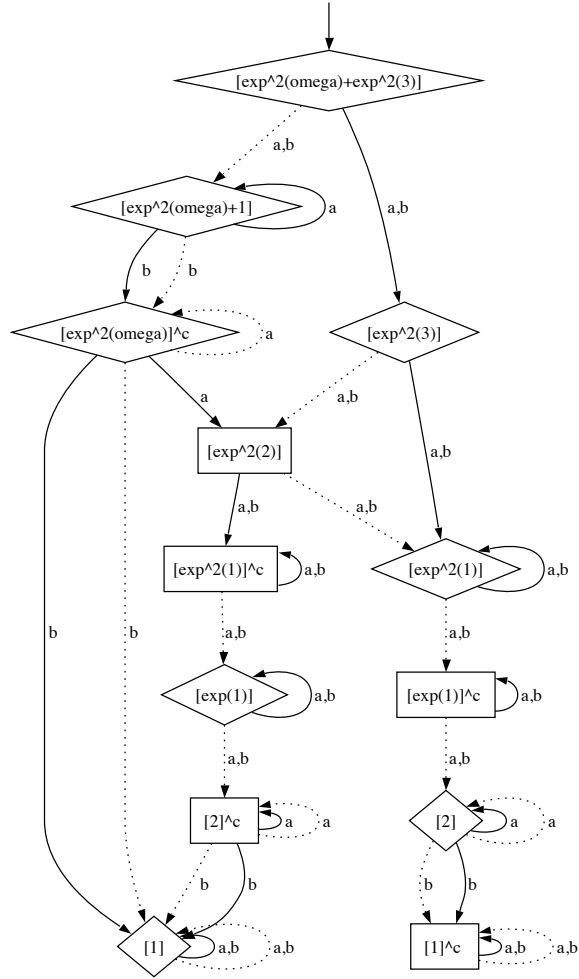 [exp^2(omega)+exp^2(3)]
a,b
[exp^2(omega)+1]
a
a,b
b
b
[exp^2(omega)]^c
a
[exp^2(3)]
a
a,b
[exp^2(2)]
a,b
a,b
a,b
[exp^2(1)]^c
a,b
[exp^2(1)]
a,b
b
b
a,b
a,b
[exp(1)]
a,b
[exp(1)]^c
a,b
a,b
a,b
[2]^c
a
a
[2]
a
a
b
b
b
b
[1]
a,b
a,b
[1]^c
a,b
a,b